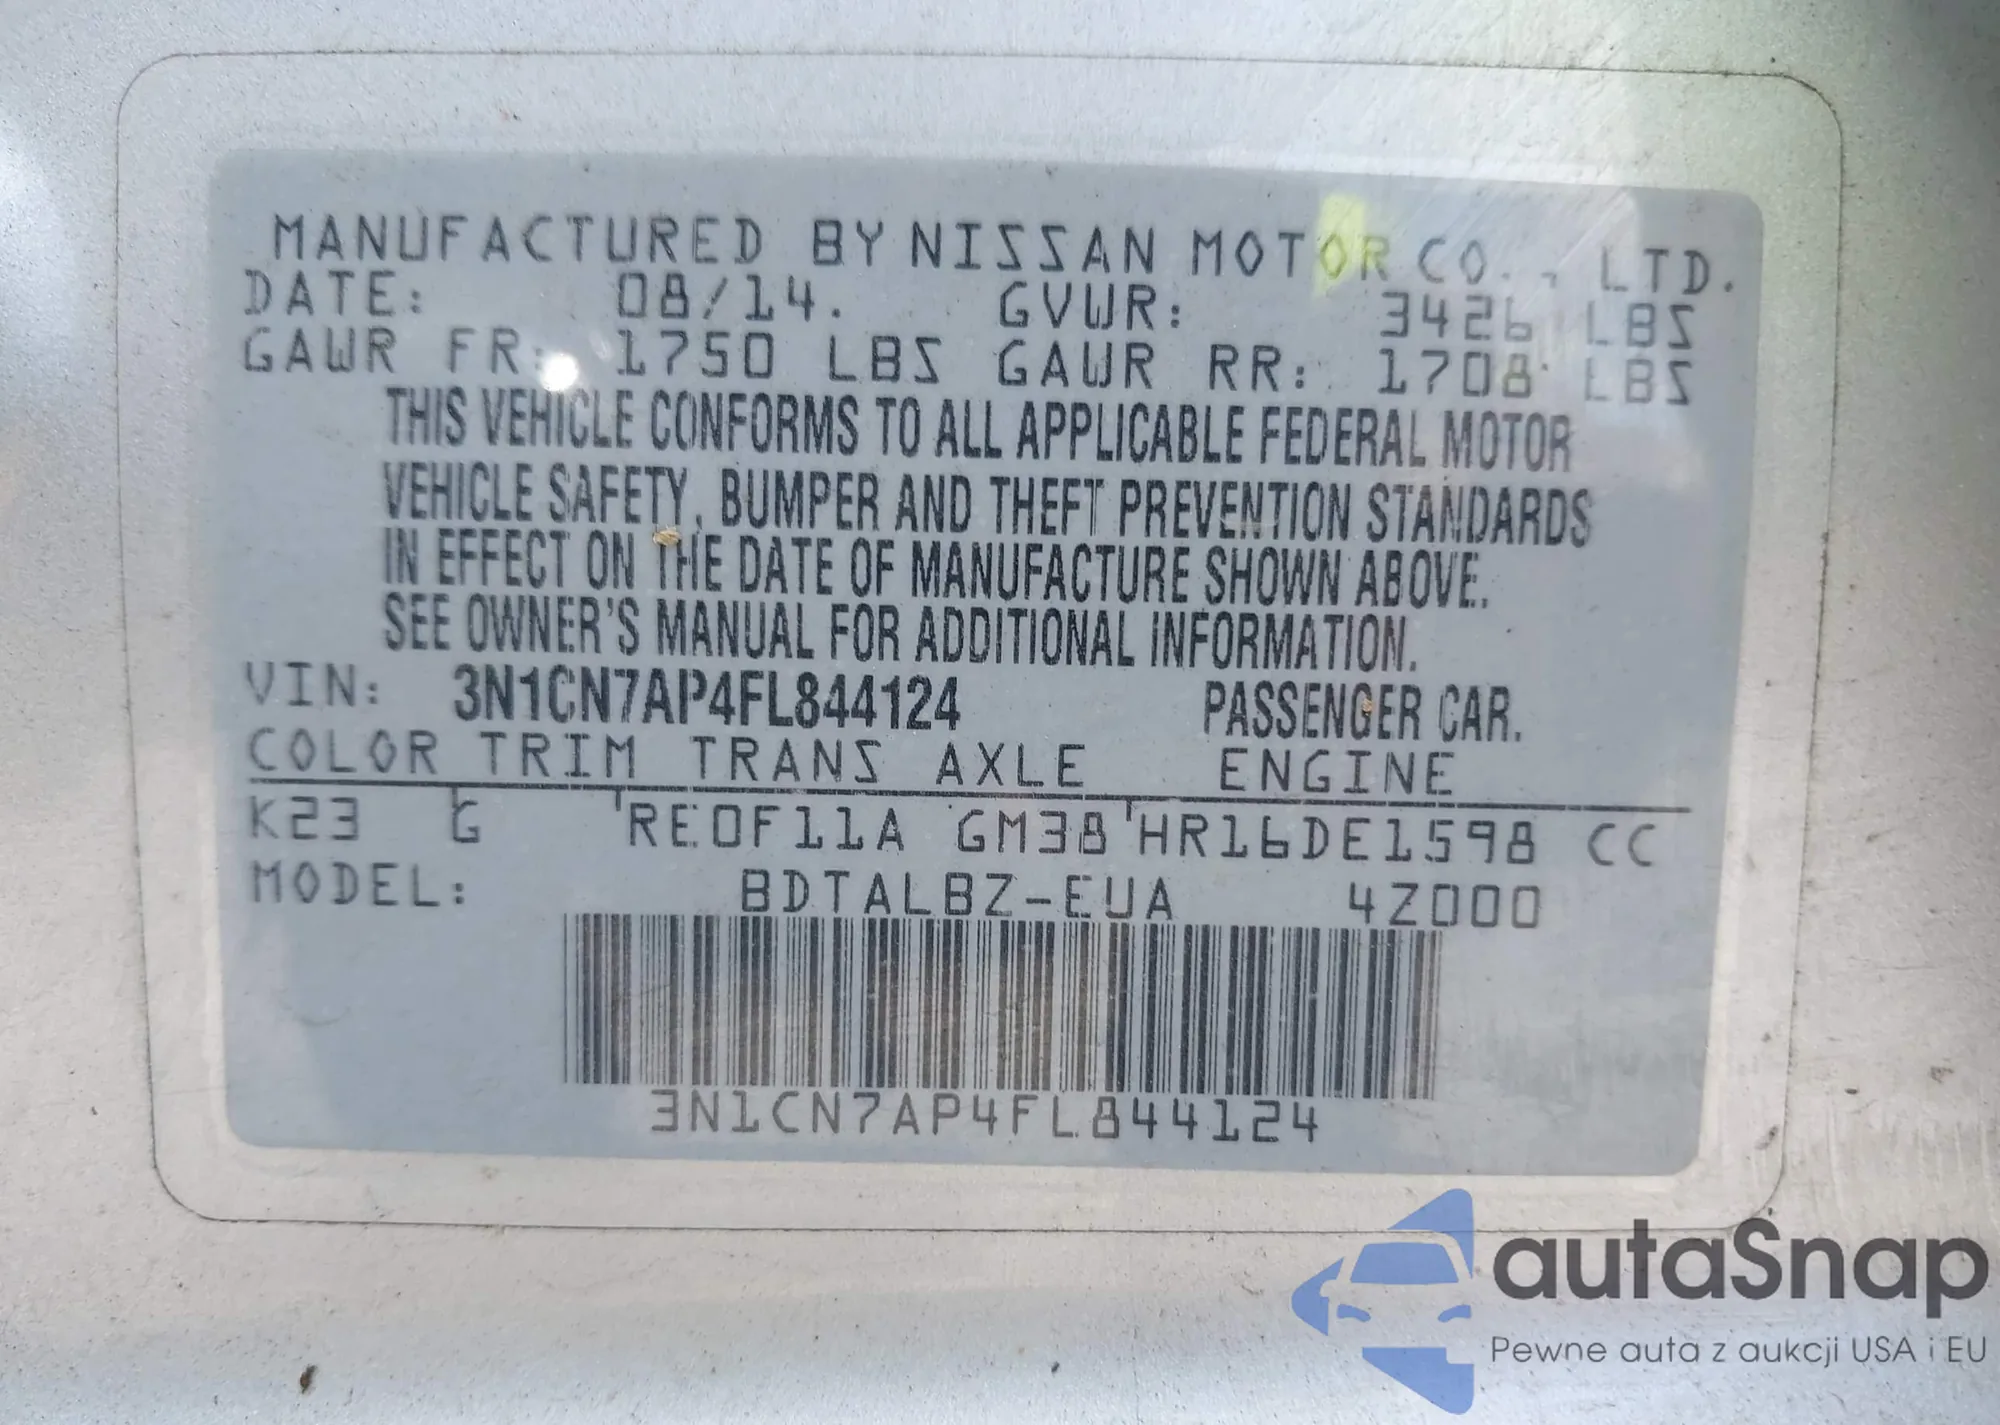 MANUFACTURED BY NISSAN MOTOR CO., LTD.
DATE: 08/14. GVWR: 3426 LBS
GAWR FR: 1750 LBS GAWR RR: 1708 LBS
THIS VEHICLE CONFORMS TO ALL APPLICABLE FEDERAL MOTOR
VEHICLE SAFETY, BUMPER AND THEFT PREVENTION STANDARDS
IN EFFECT ON THE DATE OF MANUFACTURE SHOWN ABOVE.
SEE OWNER'S MANUAL FOR ADDITIONAL INFORMATION.
VIN: 3N1CN7AP4FL844124 PASSENGER CAR.
COLOR TRIM TRANS AXLE ENGINE
K23 G RE0F11A GM38 HR16DE1598 CC
MODEL: BDTALBZ-EUA 4Z000
3N1CN7AP4FL844124
autaSnap
Pewne auta z aukcji USA i EU